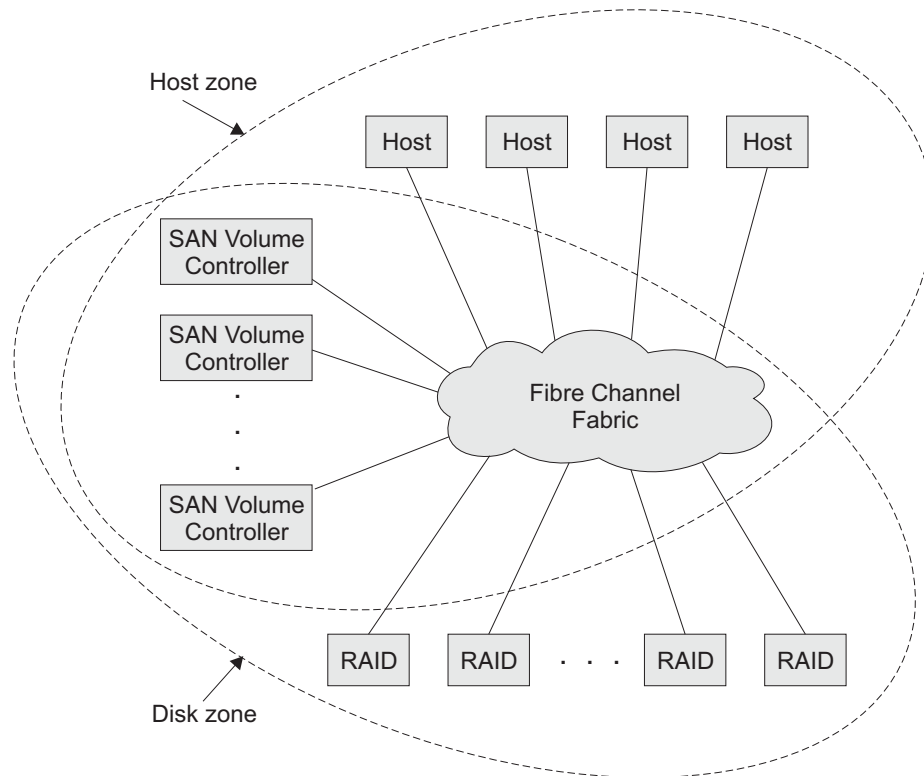 Host zone
Host
Host
Host
Host
SAN Volume
Controller
SAN Volume
Controller
.
.
.
SAN Volume
Controller
Fibre Channel
Fabric
RAID
RAID
. . .
RAID
RAID
Disk zone